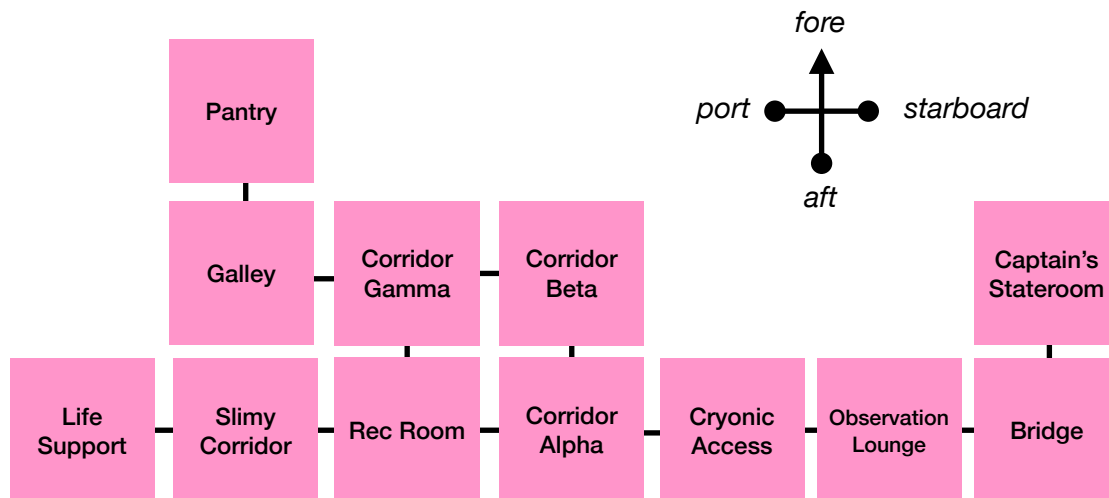 fore
Pantry
port
starboard
aft
Galley
Corridor
Gamma
Corridor
Beta
Captain’s
Stateroom
Life
Support
Slimy
Corridor
Rec Room
Corridor
Alpha
Cryonic
Access
Observation
Lounge
Bridge